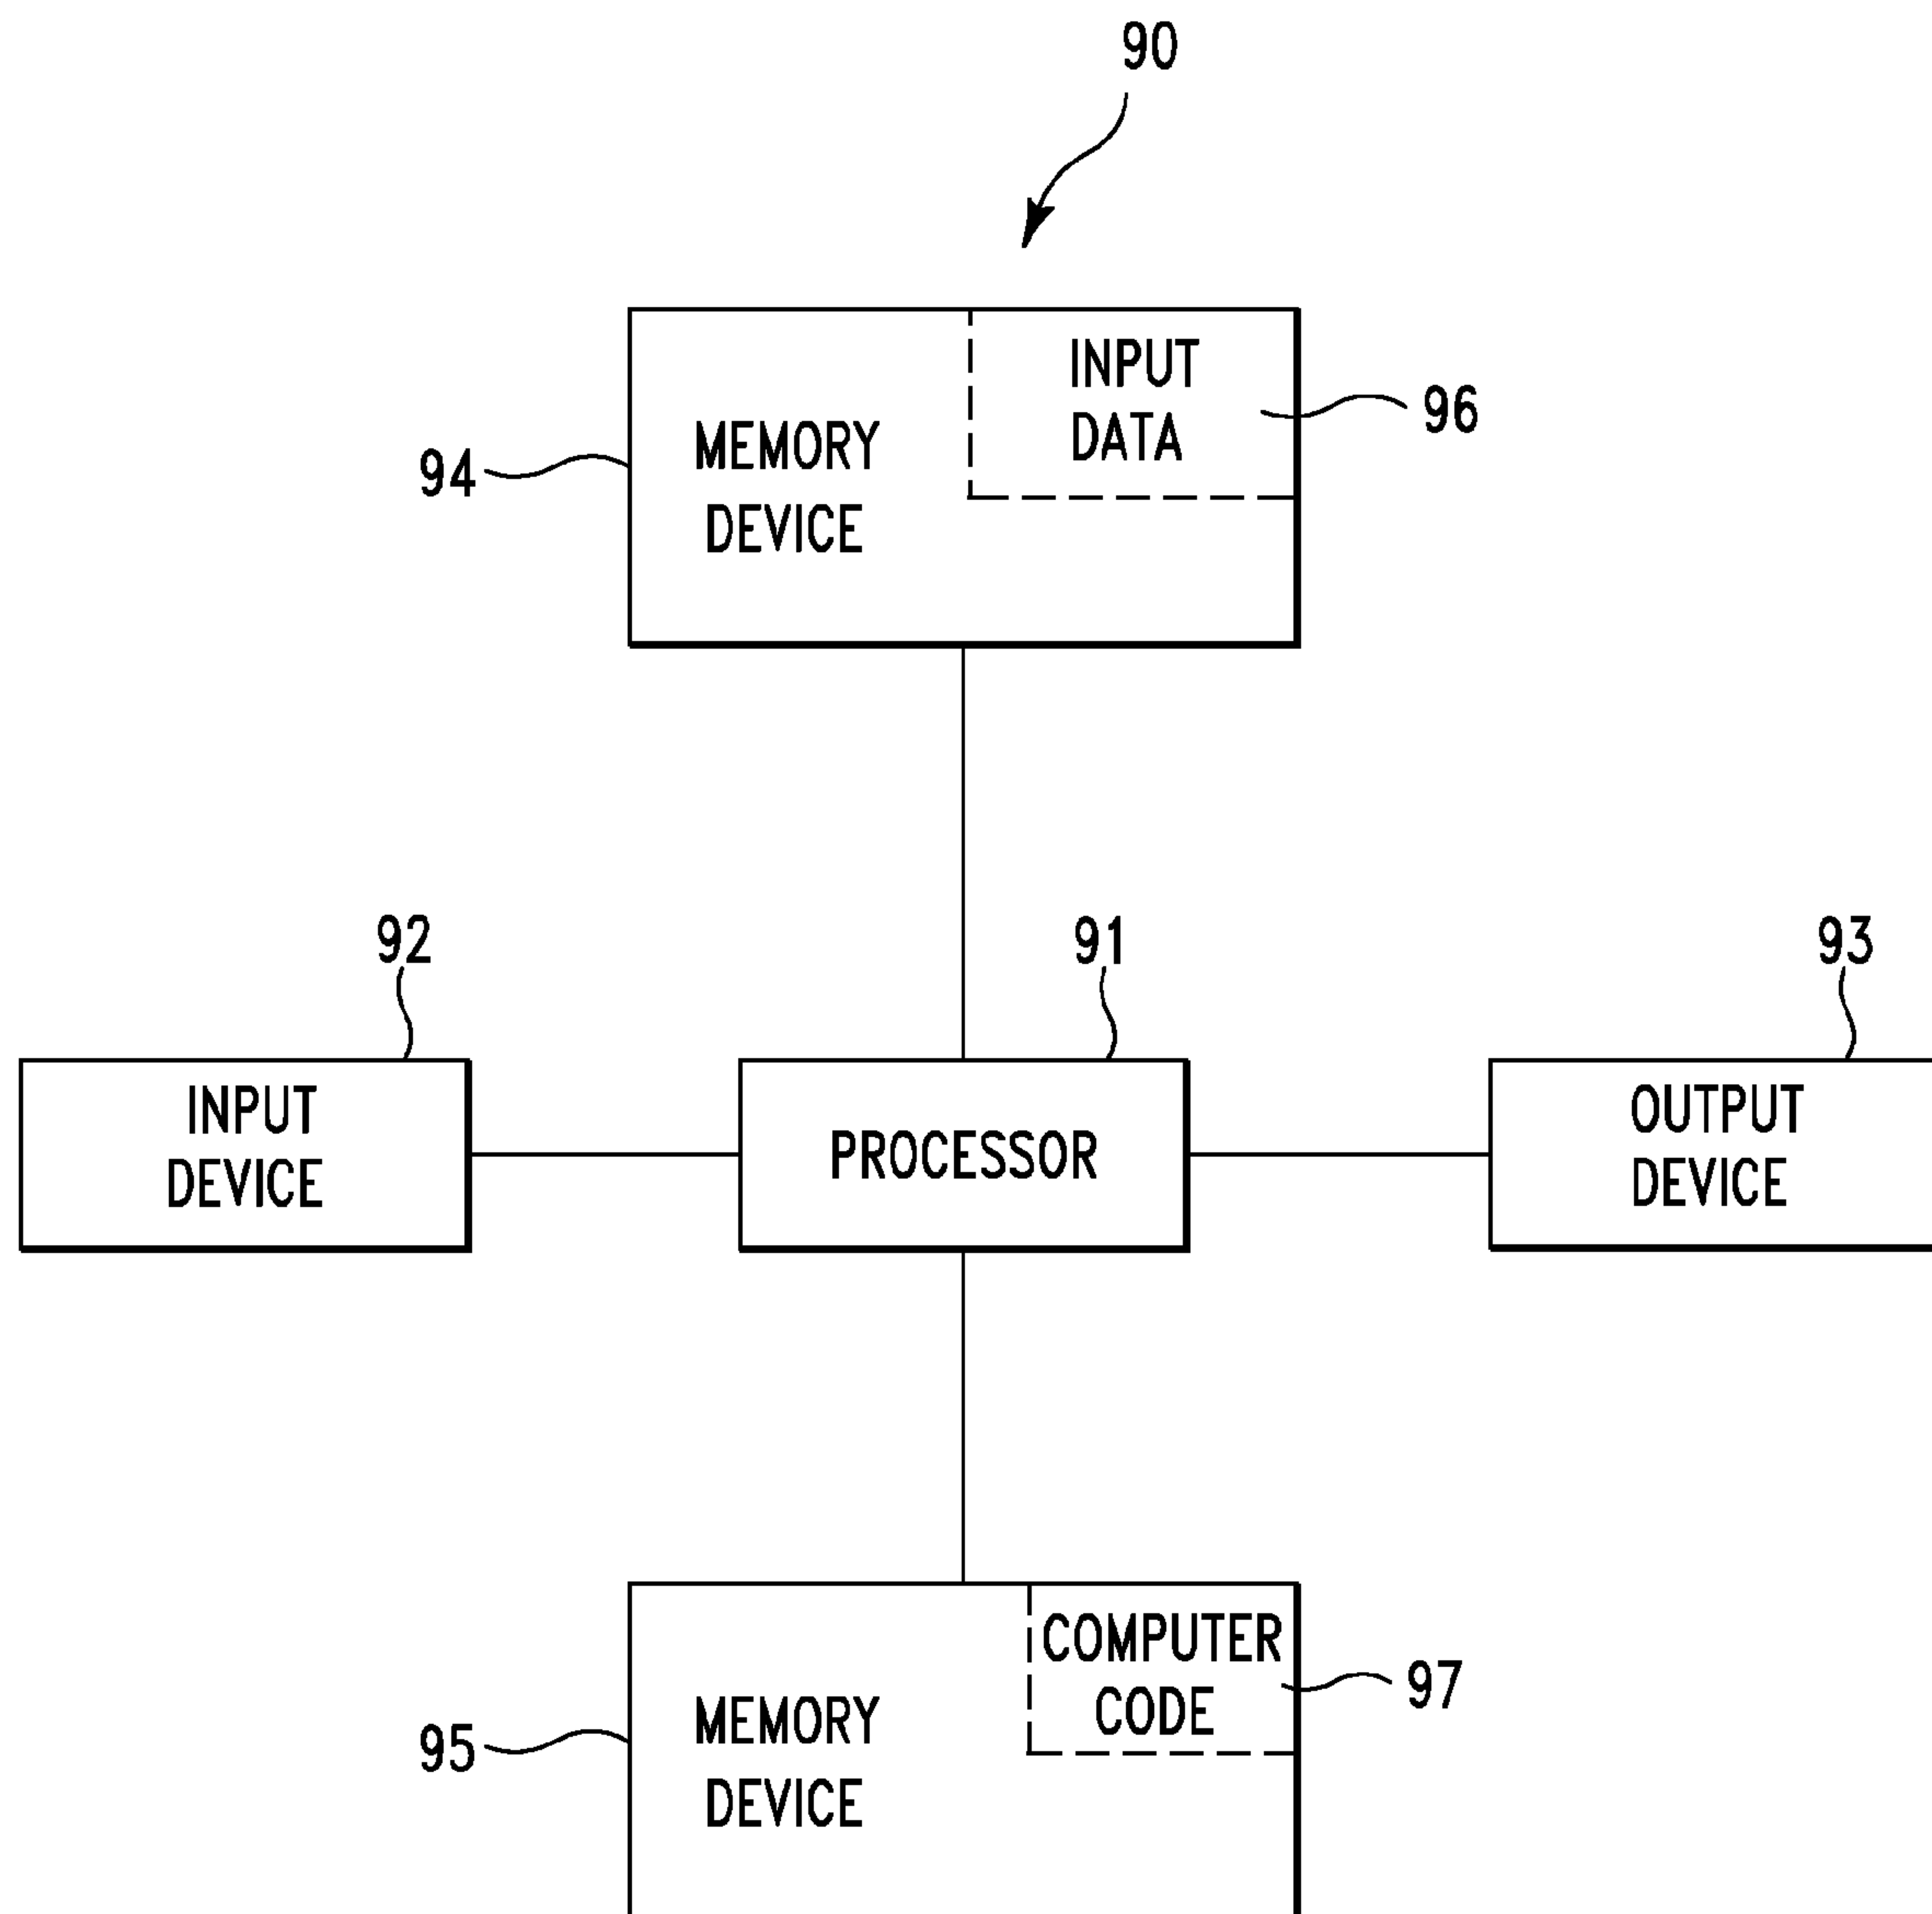 90
INPUT
DATA
96
MEMORY
DEVICE
94
92
91
93
INPUT
DEVICE
PROCESSOR
OUTPUT
DEVICE
COMPUTER
CODE
97
MEMORY
DEVICE
95